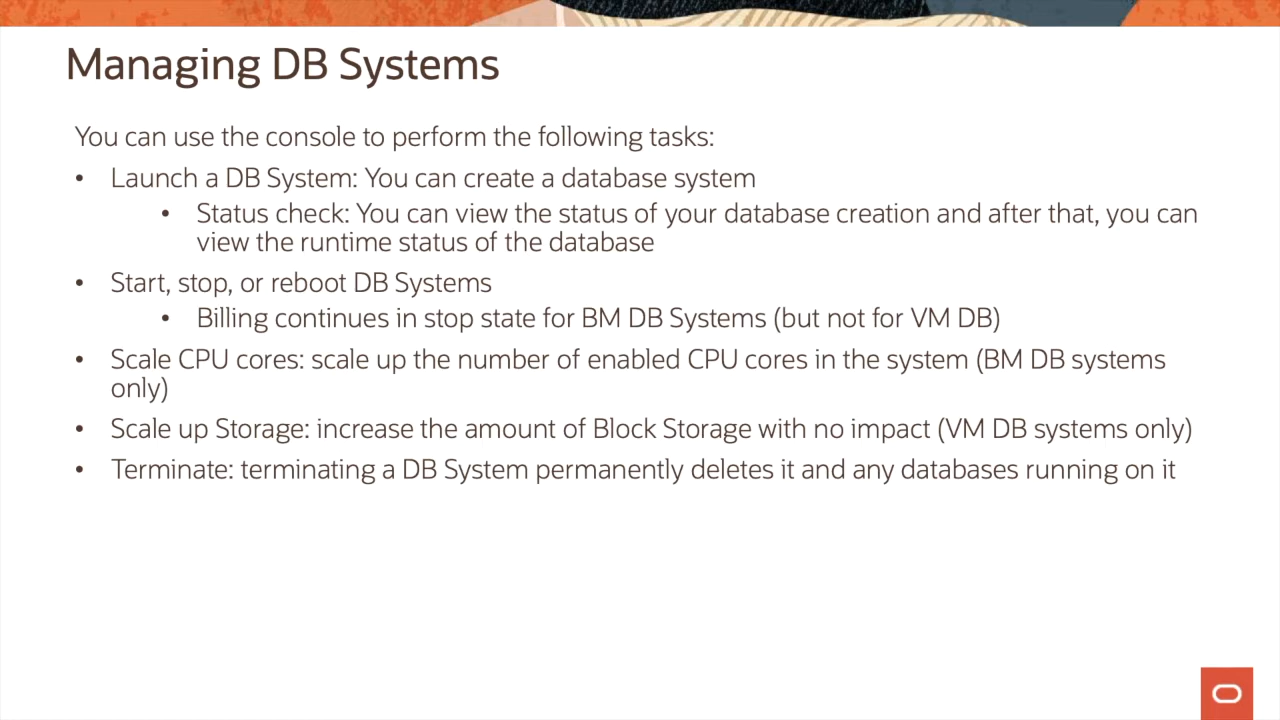 Managing DB Systems
You can use the console to perform the following tasks:
• Launch a DB System: You can create a database system
• Status check: You can view the status of your database creation and after that, you can
view the runtime status of the database
• Start, stop, or reboot DB Systems
• Billing continues in stop state for BM DB Systems (but not for VM DB)
• Scale CPU cores: scale up the number of enabled CPU cores in the system (BM DB systems
only)
• Scale up Storage: increase the amount of Block Storage with no impact (VM DB systems only)
• Terminate: terminating a DB System permanently deletes it and any databases running on it